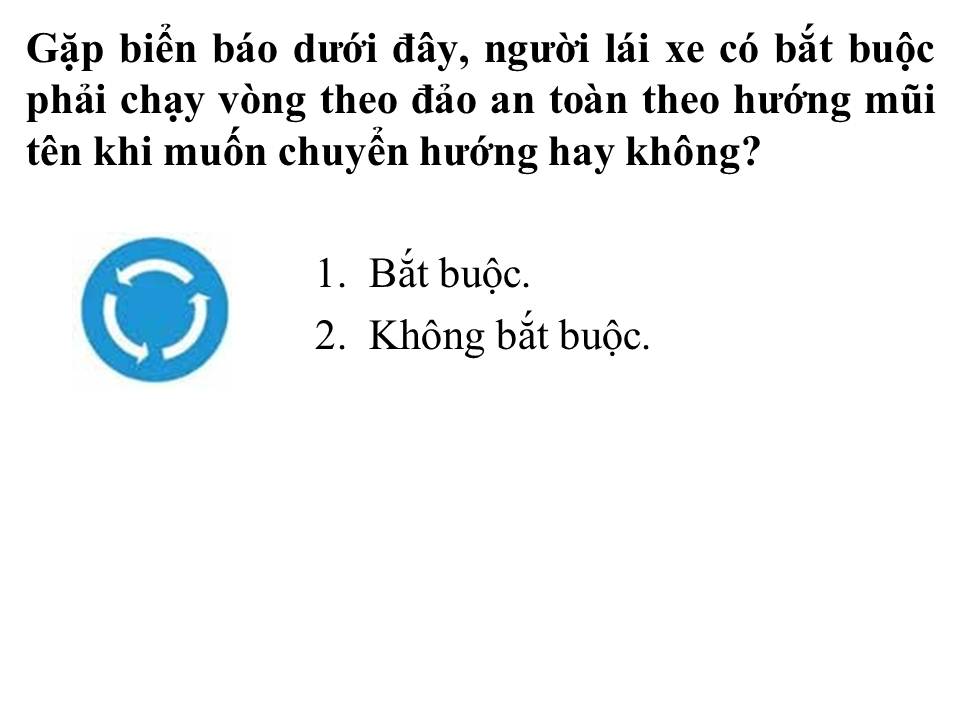 Gặp biển báo dưới đây, người lái xe có bắt buộc
phải chạy vòng theo đảo an toàn theo hướng mũi
tên khi muốn chuyển hướng hay không?
1. Bắt buộc.
2. Không bắt buộc.